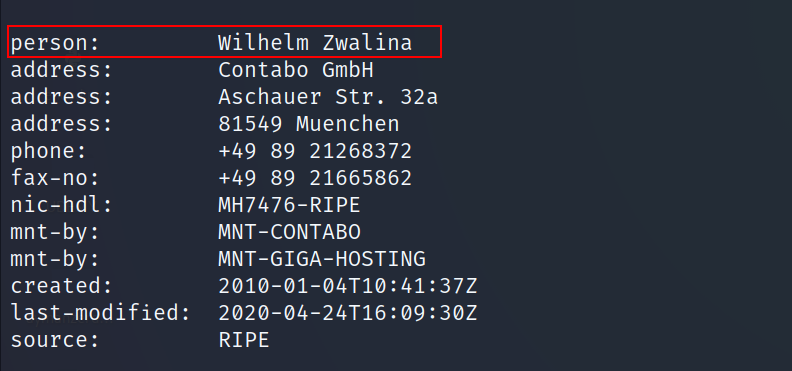 person: Wilhelm Zwalina
address: Contabo GmbH
address: Aschauer Str. 32a
address: 81549 Muenchen
phone: +49 89 21268372
fax-no: +49 89 21665862
nic-hdl: MH7476-RIPE
mnt-by: MNT-CONTABO
mnt-by: MNT-GIGA-HOSTING
created: 2010-01-04T10:41:37Z
last-modified: 2020-04-24T16:09:30Z
source: RIPE